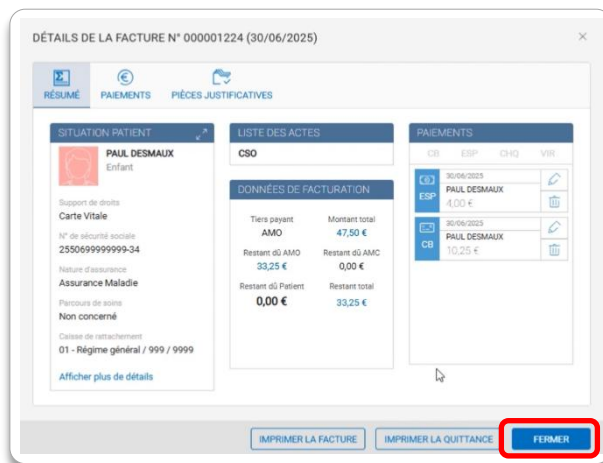 DÉTAILS DE LA FACTURE N° 000001224 (30/06/2025)
RÉSUMÉ
PAIEMENTS
PIÈCES JUSTIFICATIVES
SITUATION PATIENT
PAUL DESMAUX
Enfant
Support de droits
Carte Vitale
N° de sécurité sociale
2550699999999-34
Nature d'assurance
Assurance Maladie
Parcours de soins
Non concerné
Caisse de rattachement
01 - Régime général / 999 / 9999
Afficher plus de détails
LISTE DES ACTES
CSO
DONNÉES DE FACTURATION
Tiers payant Montant total
AMO 47,50 €
Restant dû AMO Restant dû AMC
33,25 € 0,00 €
Restant dû Patient Restant total
0,00 € 33,25 €
PAIEMENTS
CB ESP CHQ VIR
30/06/2025
ESP PAUL DESMAUX
4,00 €
30/06/2025
CB PAUL DESMAUX
10,25 €
IMPRIMER LA FACTURE
IMPRIMER LA QUITTANCE
FERMER